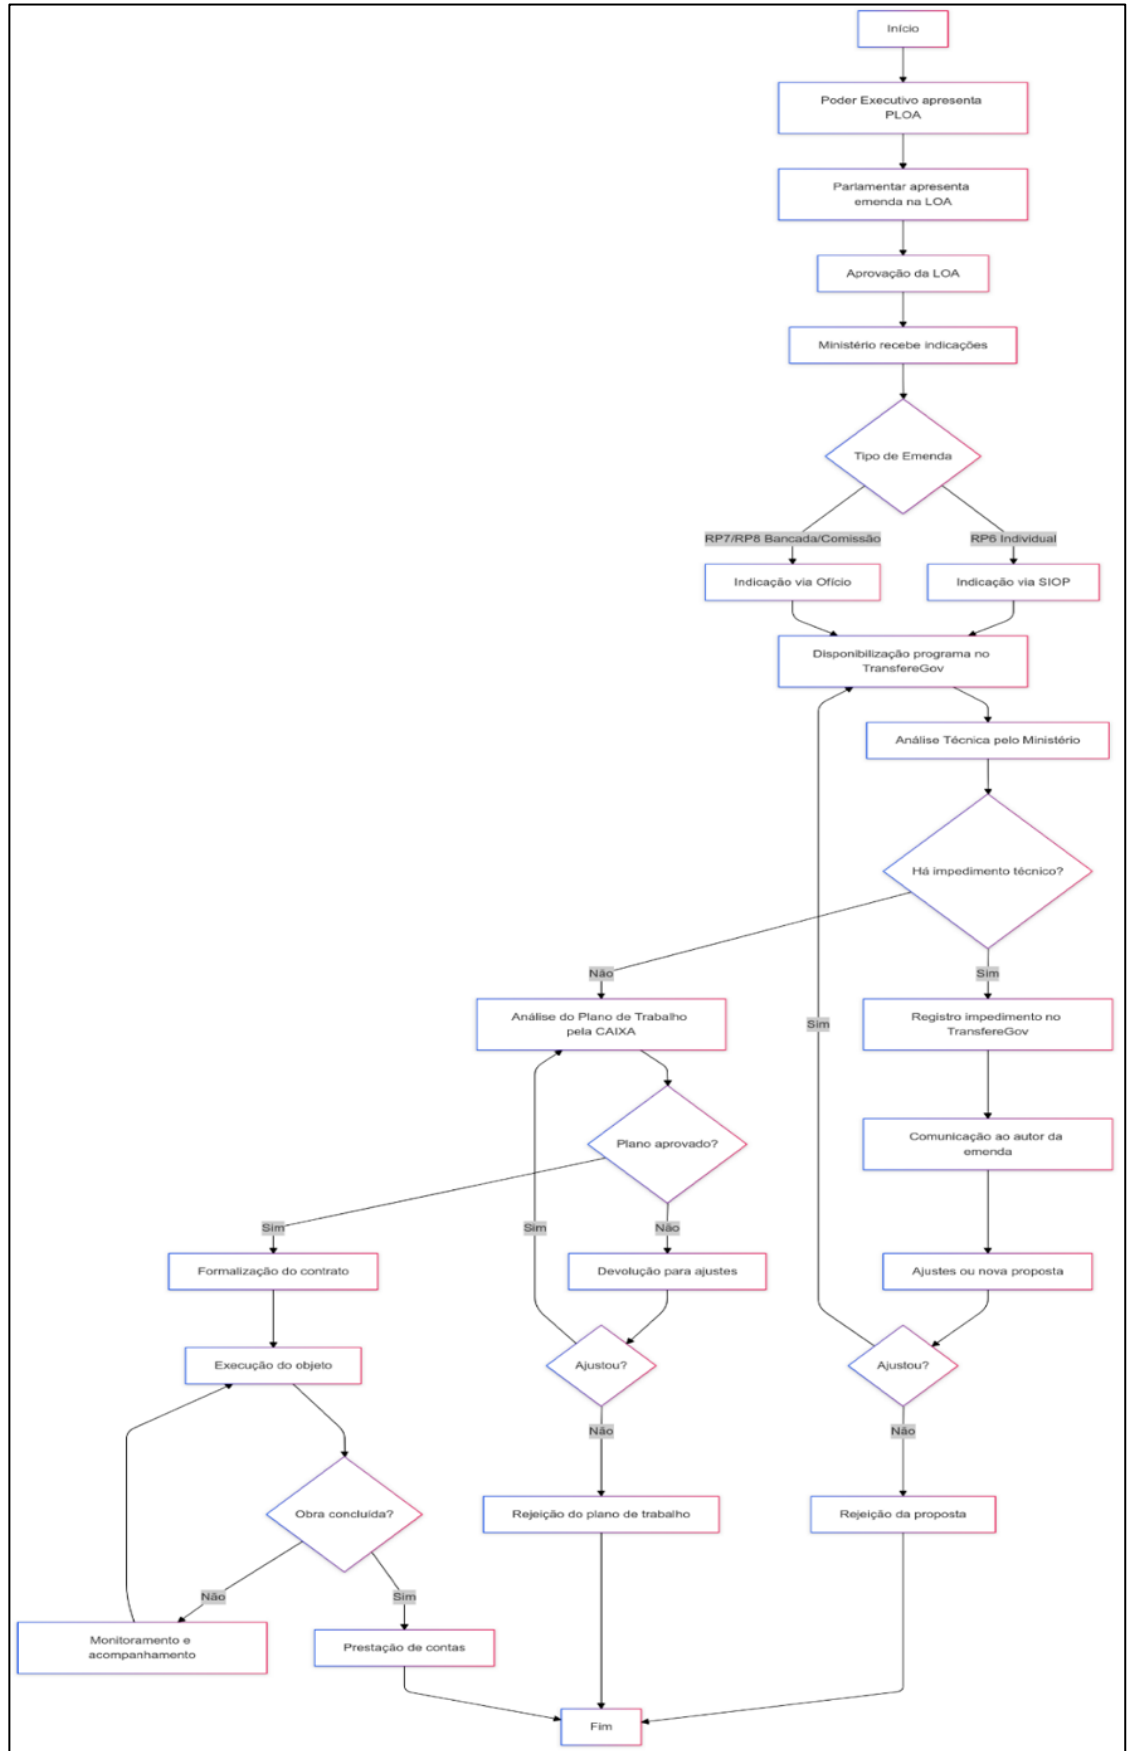 Início
Poder Executivo apresenta
PLOA
Parlamentar apresenta
emenda na LOA
Aprovação da LOA
Ministério recebe indicações
Tipo de Emenda
RP7/RP8 Bancada/Comissão
RP6 Individual
Indicação via Ofício
Indicação via SIOP
Disponibilização programa no
TransfereGov
Análise Técnica pelo Ministério
Há impedimento técnico?
Não
Sim
Análise do Plano de Trabalho
pela CAIXA
Sim
Registro impedimento no
TransfereGov
Plano aprovado?
Comunicação ao autor da
emenda
Sim
Sim
Não
Formalização do contrato
Devolução para ajustes
Ajustes ou nova proposta
Execução do objeto
Ajustou?
Ajustou?
Não
Não
Obra concluída?
Rejeição do plano de trabalho
Rejeição da proposta
Não
Sim
Monitoramento e
acompanhamento
Prestação de contas
Fim